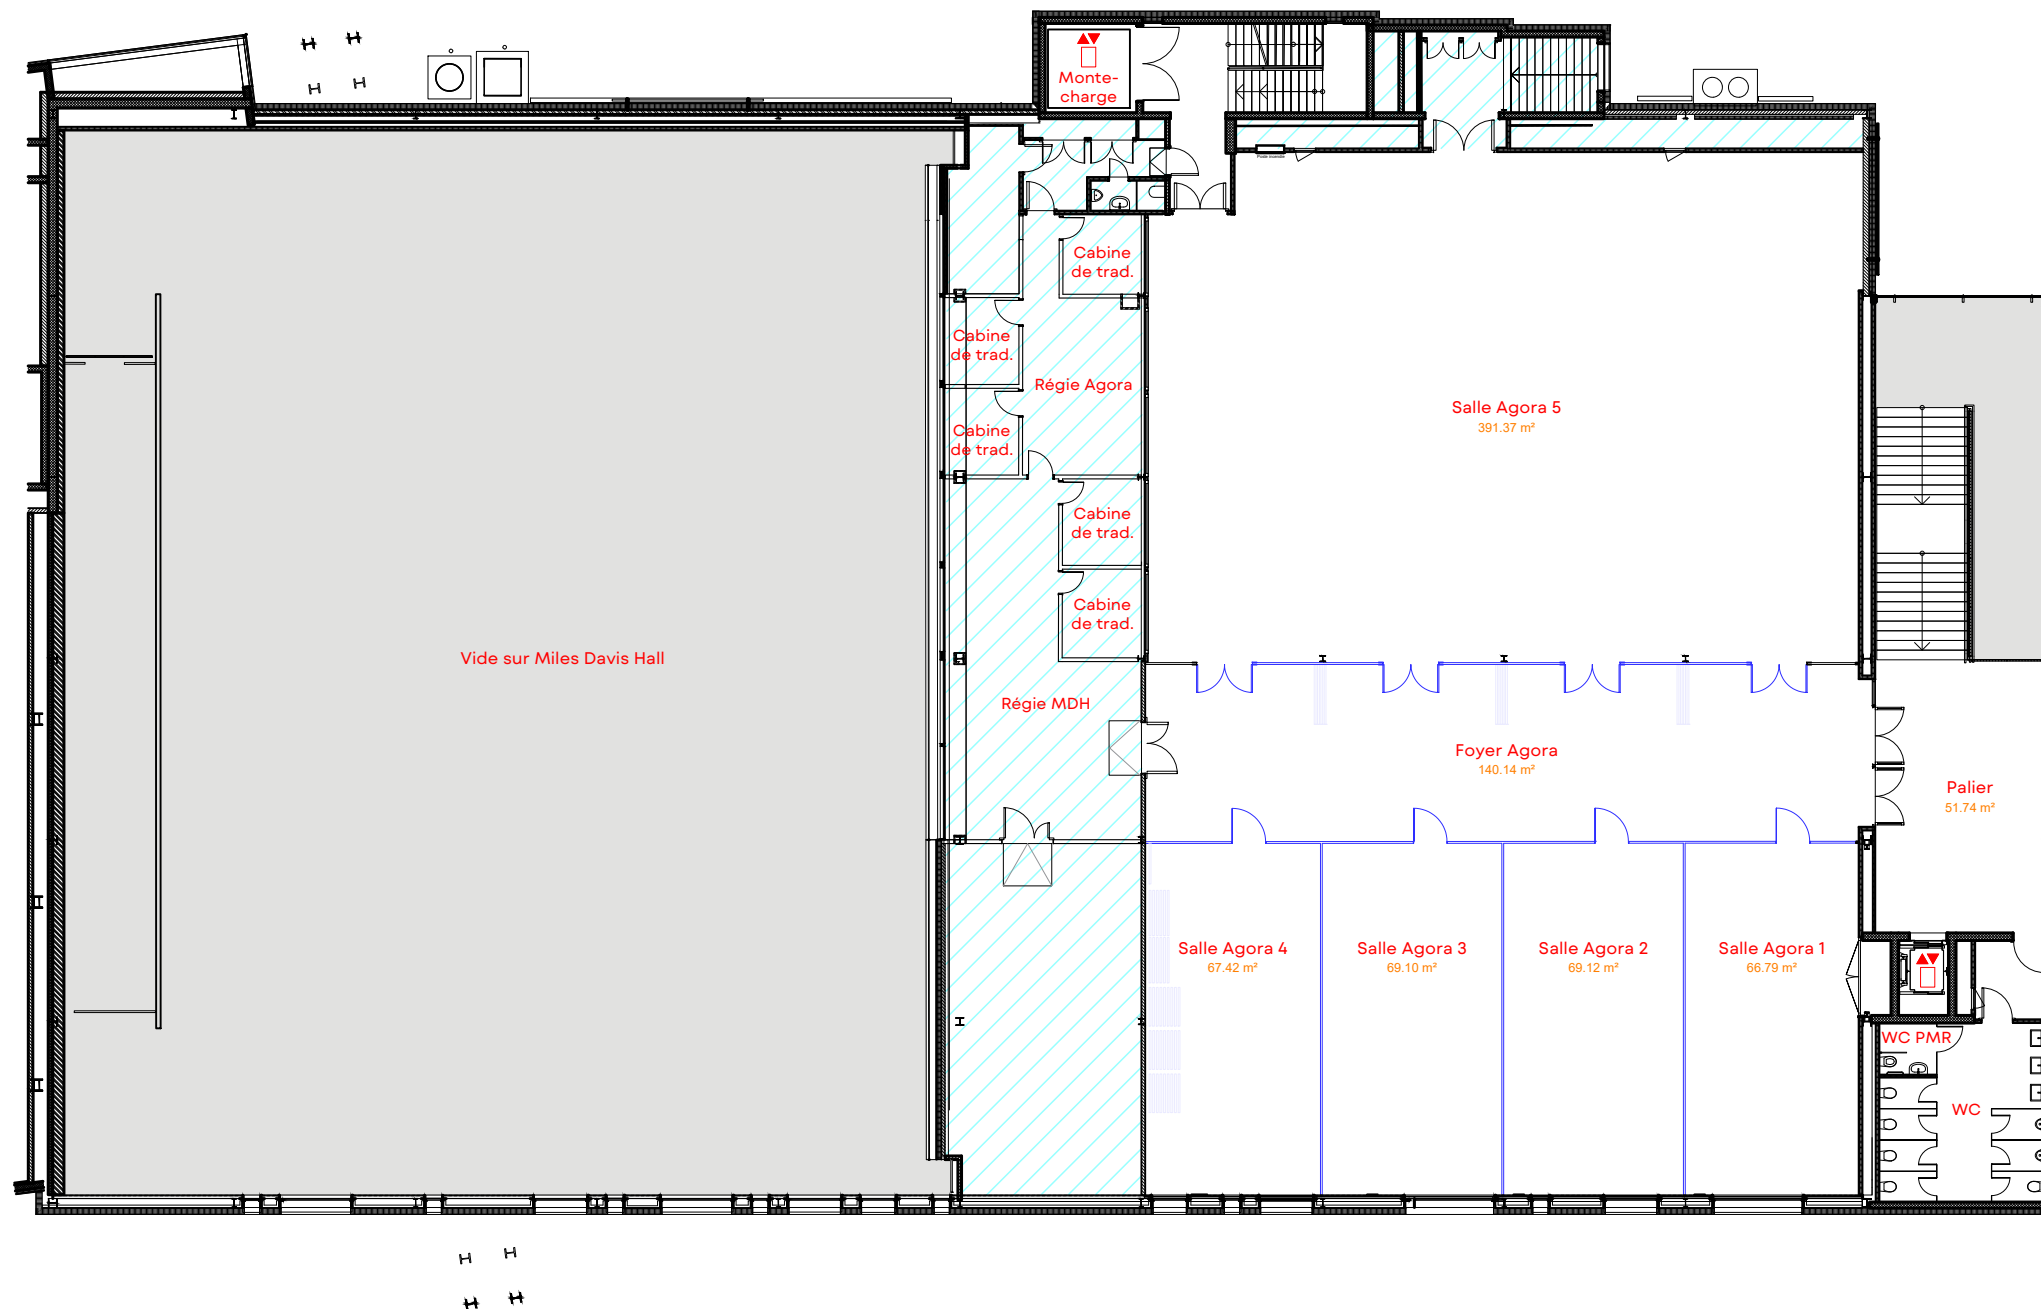 Monte-
charge
Cabine
de trad.
Cabine
de trad.
Régie Agora
Cabine
de trad.
Salle Agora 5
391.37 m²
Cabine
de trad.
Cabine
de trad.
Vide sur Miles Davis Hall
Régie MDH
Foyer Agora
140.14 m²
Palier
51.74 m²
Salle Agora 4
67.42 m²
Salle Agora 3
69.10 m²
Salle Agora 2
69.12 m²
Salle Agora 1
66.79 m²
WC PMR
WC